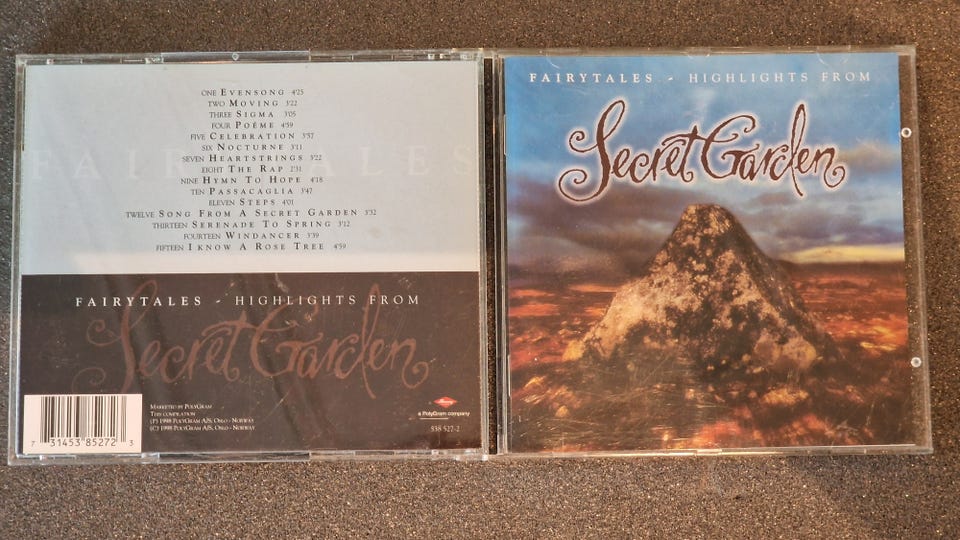 ONE EVENSONG 4'25
TWO MOVING 3'22
THREE SIGMA 3'05
FOUR POÉME 4'59
FIVE CELEBRATION 3'57
SIX NOCTURNE 3'11
SEVEN HEARTSTRINGS 3'22
EIGHT THE RAP 2'31
NINE HYMN TO HOPE 4'18
TEN PASSACAGLIA 3'47
ELEVEN STEPS 4'01
TWELVE SONG FROM A SECRET GARDEN 3'32
THIRTEEN SERENADE TO SPRING 3'12
FOURTEEN WINDANCER 3'39
FIFTEEN I KNOW A ROSE TREE 4'59
FAIRYTALES
FAIRYTALES - HIGHLIGHTS FROM
Secret Garden
MARKETED BY POLYGRAM
THIS COMPILATION
(P) 1998 POLYGRAM A/S, OSLO - NORWAY
(C) 1998 POLYGRAM A/S, OSLO - NORWAY
7 31453 85272 3
a PolyGram company
538 527-2
FAIRYTALES - HIGHLIGHTS FROM
Secret Garden